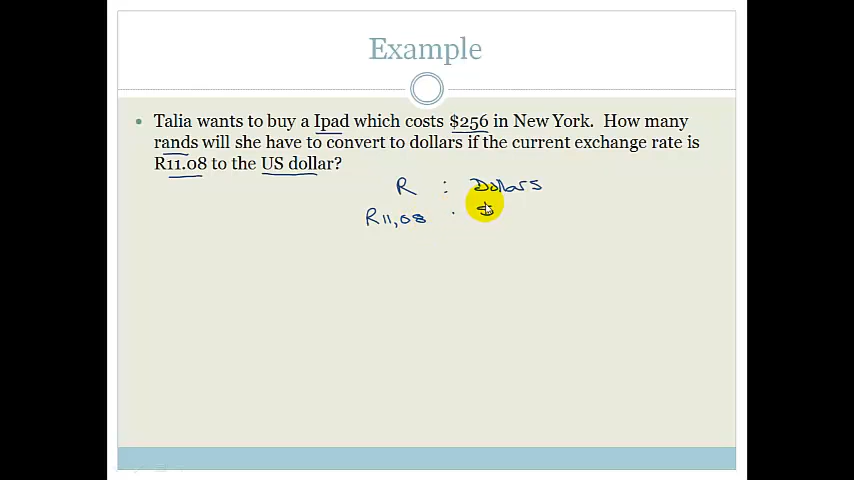 Example
• Talia wants to buy a Ipad which costs $256 in New York. How many
rands will she have to convert to dollars if the current exchange rate is
R11.08 to the US dollar?
R : Dollars
R11,08 . $